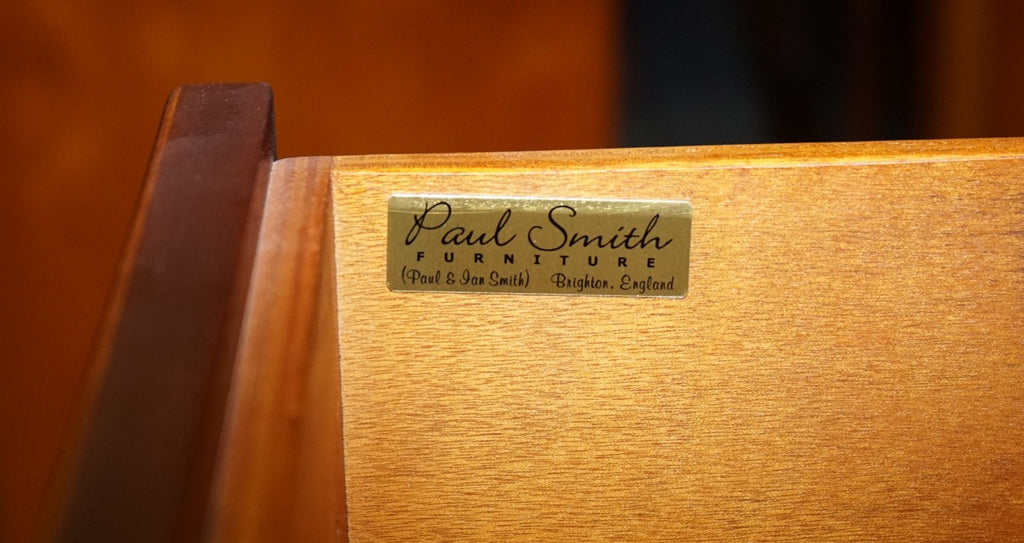 Paul Smith
FURNITURE
(Paul & Ian Smith) Brighton, England